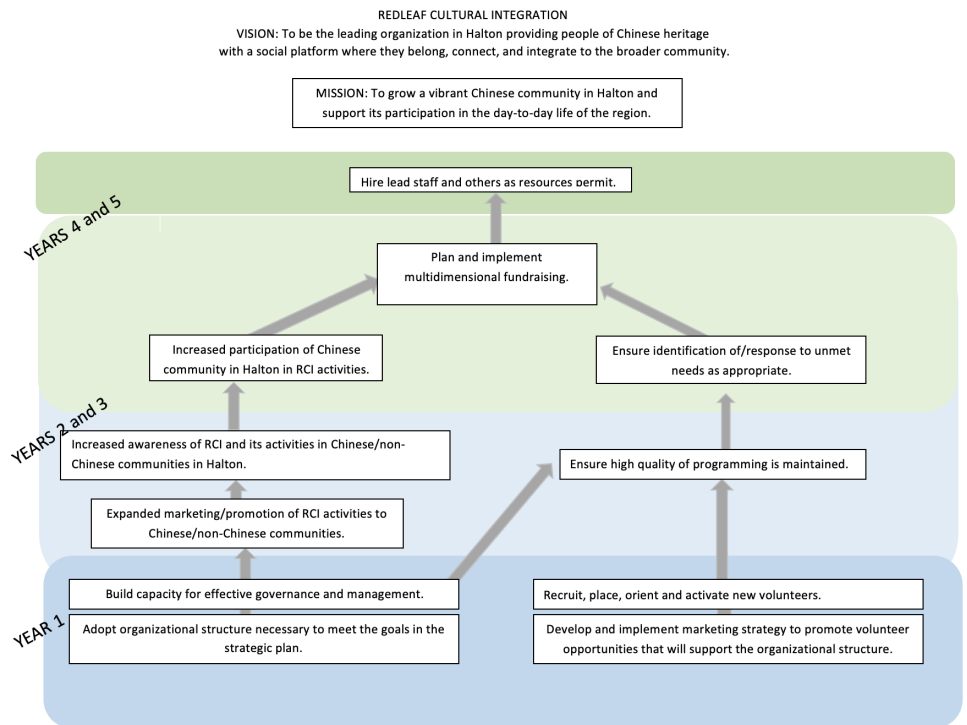 REDLEAF CULTURAL INTEGRATION
VISION: To be the leading organization in Halton providing people of Chinese heritage
with a social platform where they belong, connect, and integrate to the broader community.
MISSION: To grow a vibrant Chinese community in Halton and
support its participation in the day-to-day life of the region.
Hire lead staff and others as resources permit.
YEARS 4 and 5
Plan and implement
multidimensional fundraising.
Increased participation of Chinese
community in Halton in RCI activities.
Ensure identification of/response to unmet
needs as appropriate.
YEARS 2 and 3
Increased awareness of RCI and its activities in Chinese/non-
Chinese communities in Halton.
Ensure high quality of programming is maintained.
Expanded marketing/promotion of RCI activities to
Chinese/non-Chinese communities.
YEAR 1
Build capacity for effective governance and management.
Adopt organizational structure necessary to meet the goals in the
strategic plan.
Recruit, place, orient and activate new volunteers.
Develop and implement marketing strategy to promote volunteer
opportunities that will support the organizational structure.